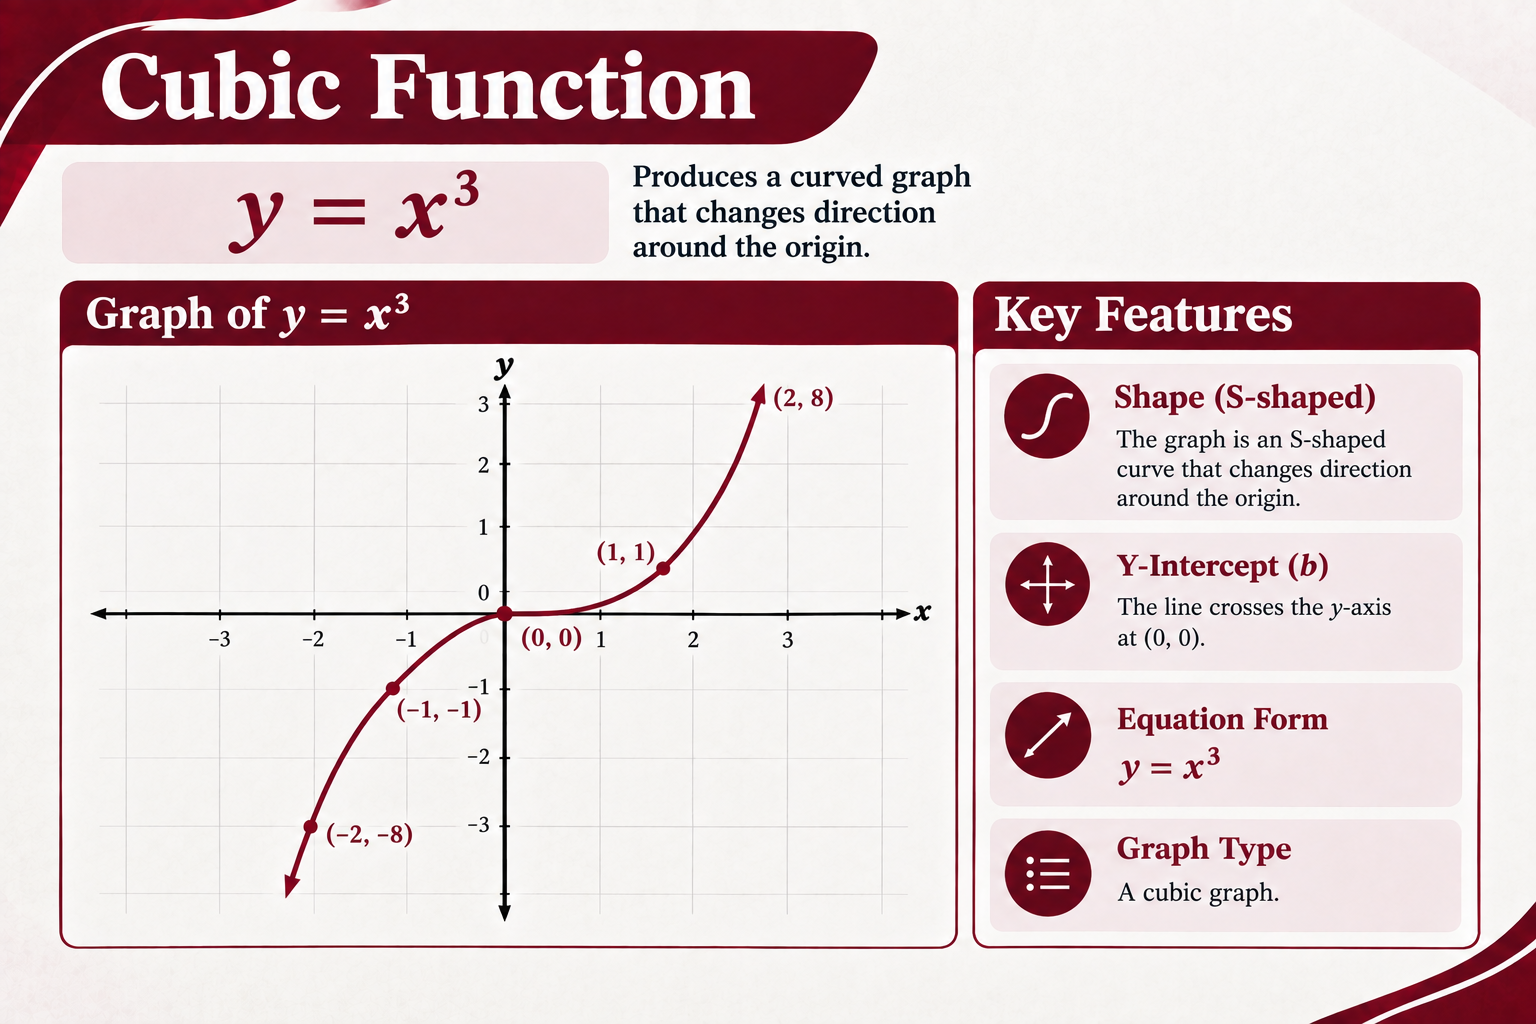 Cubic Function
y = x³
Produces a curved graph
that changes direction
around the origin.
Graph of y = x³
y
3
2
1
0
-1
-2
-3
-3
-2
-1
0
1
2
3
x
(2, 8)
(1, 1)
(0, 0)
(-1, -1)
(-2, -8)
Key Features
Shape (S-shaped)
The graph is an S-shaped
curve that changes direction
around the origin.
Y-Intercept (b)
The line crosses the y-axis
at (0, 0).
Equation Form
y = x³
Graph Type
A cubic graph.